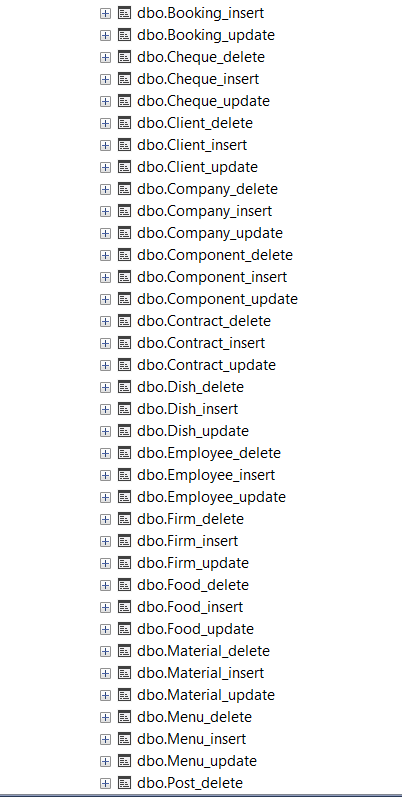 dbo.Booking_insert
dbo.Booking_update
dbo.Cheque_delete
dbo.Cheque_insert
dbo.Cheque_update
dbo.Client_delete
dbo.Client_insert
dbo.Client_update
dbo.Company_delete
dbo.Company_insert
dbo.Company_update
dbo.Component_delete
dbo.Component_insert
dbo.Component_update
dbo.Contract_delete
dbo.Contract_insert
dbo.Contract_update
dbo.Dish_delete
dbo.Dish_insert
dbo.Dish_update
dbo.Employee_delete
dbo.Employee_insert
dbo.Employee_update
dbo.Firm_delete
dbo.Firm_insert
dbo.Firm_update
dbo.Food_delete
dbo.Food_insert
dbo.Food_update
dbo.Material_delete
dbo.Material_insert
dbo.Material_update
dbo.Menu_delete
dbo.Menu_insert
dbo.Menu_update
dbo.Post_delete